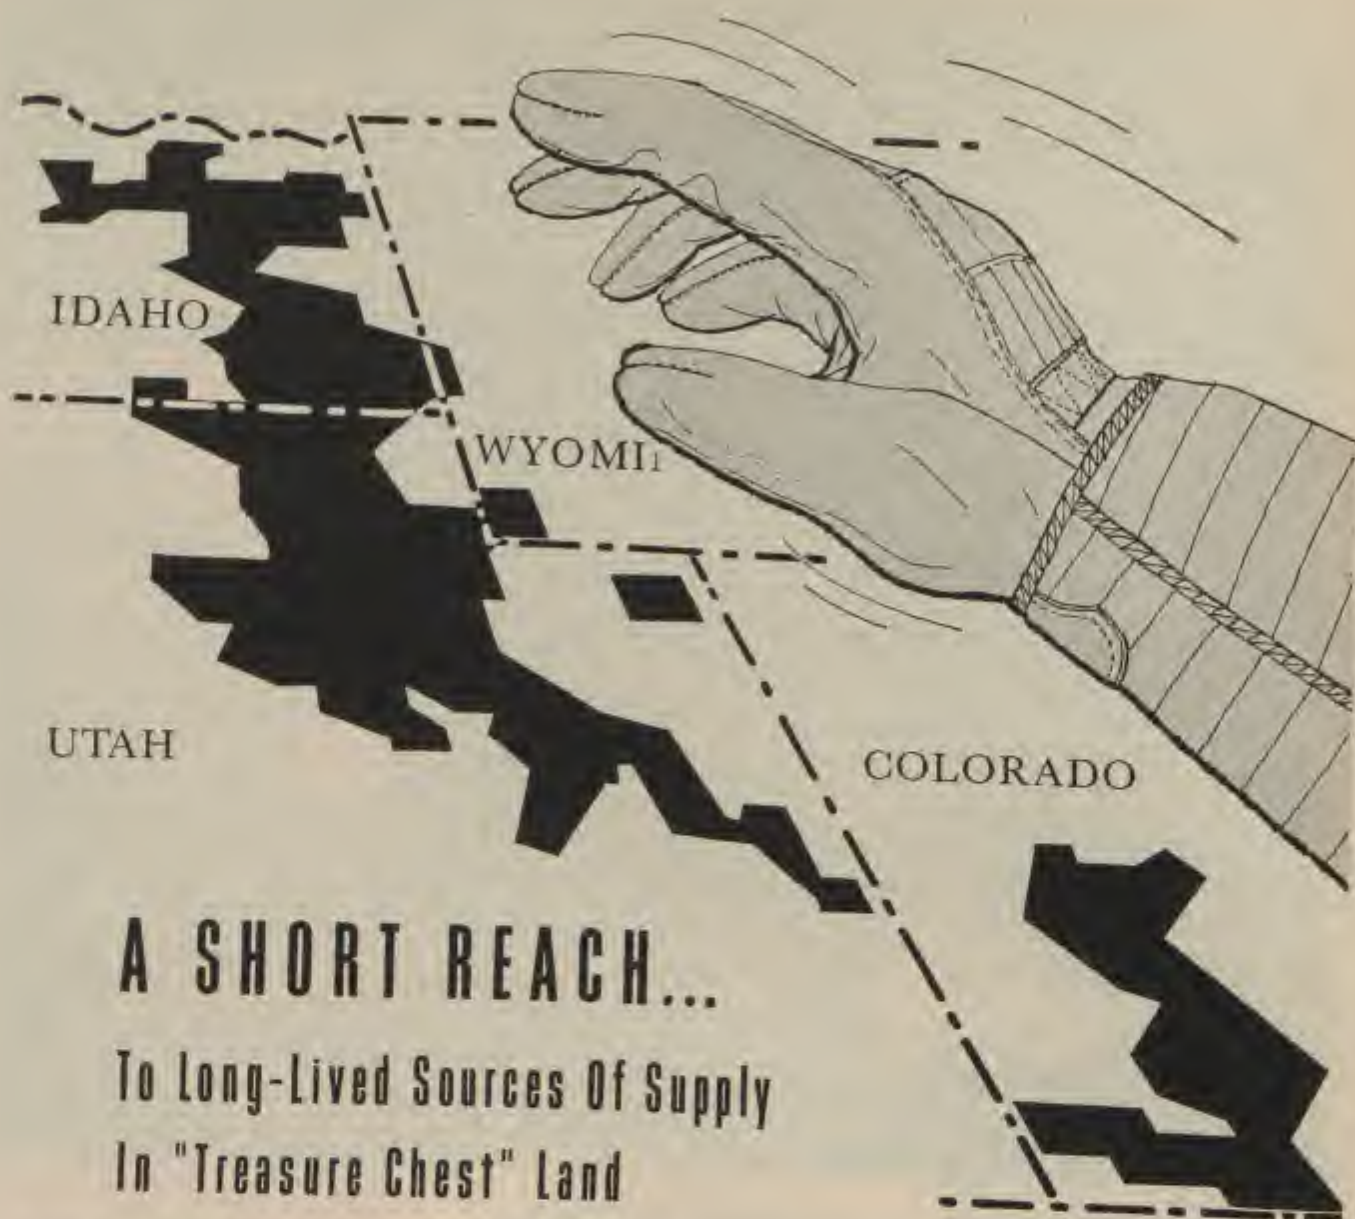 IDAHO
WYOMI
UTAH
COLORADO
A SHORT REACH...
To Long-Lived Sources Of Supply
In "Treasure Chest" Land